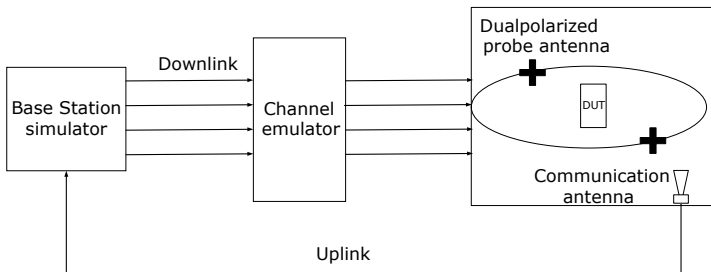 Downlink
Base Station
simulator
Channel
emulator
Dualpolarized
probe antenna
DUT
Communication
antenna
Uplink